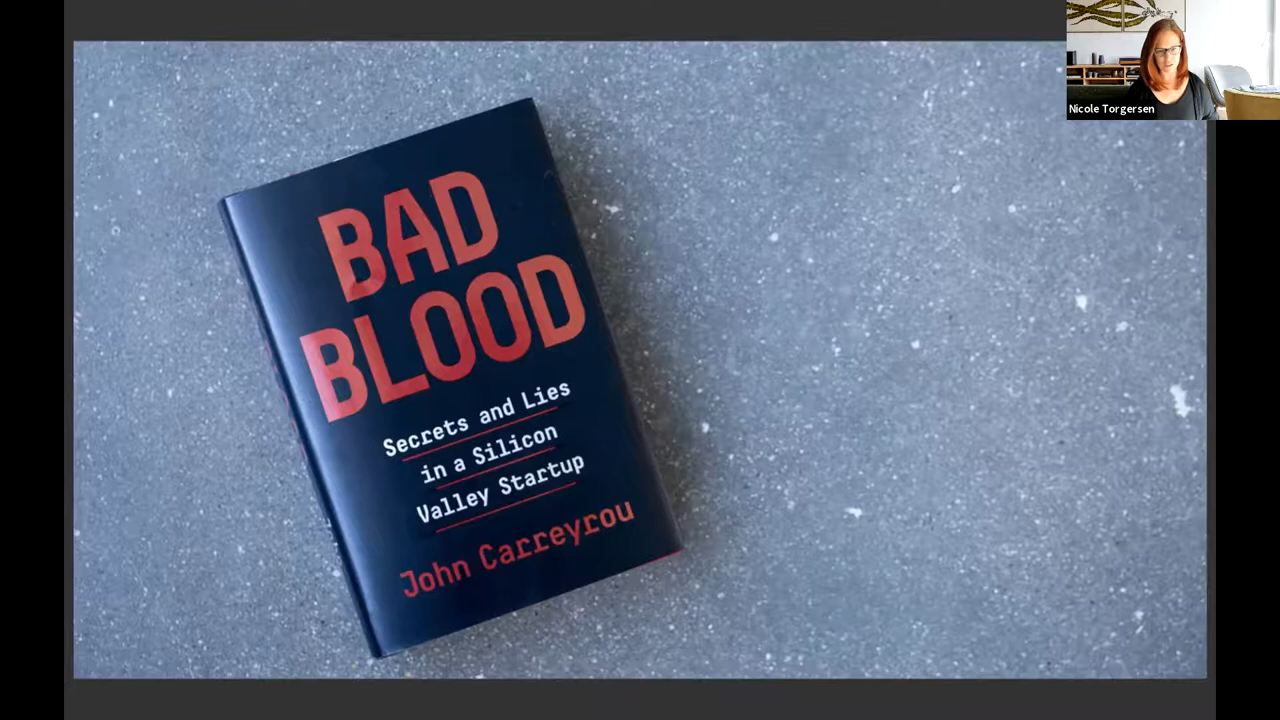 BAD
BLOOD
Secrets and Lies
in a Silicon
Valley Startup
John Carreyrou
Nicole Torgersen